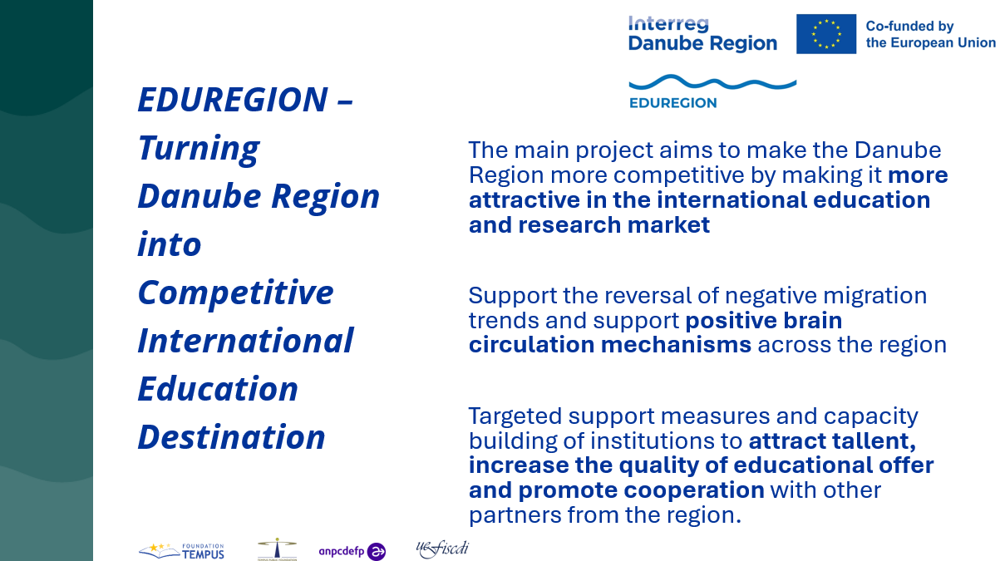 Interreg
Danube Region
Co-funded by
the European Union
EDUREGION
EDUREGION –
Turning
Danube Region
into
Competitive
International
Education
Destination
The main project aims to make the Danube
Region more competitive by making it more
attractive in the international education
and research market
Support the reversal of negative migration
trends and support positive brain
circulation mechanisms across the region
Targeted support measures and capacity
building of institutions to attract tallent,
increase the quality of educational offer
and promote cooperation with other
partners from the region.
FOUNDATION
TEMPUS
TEMPUS PUBLIC FOUNDATION
anpcdefp
uefiscdi